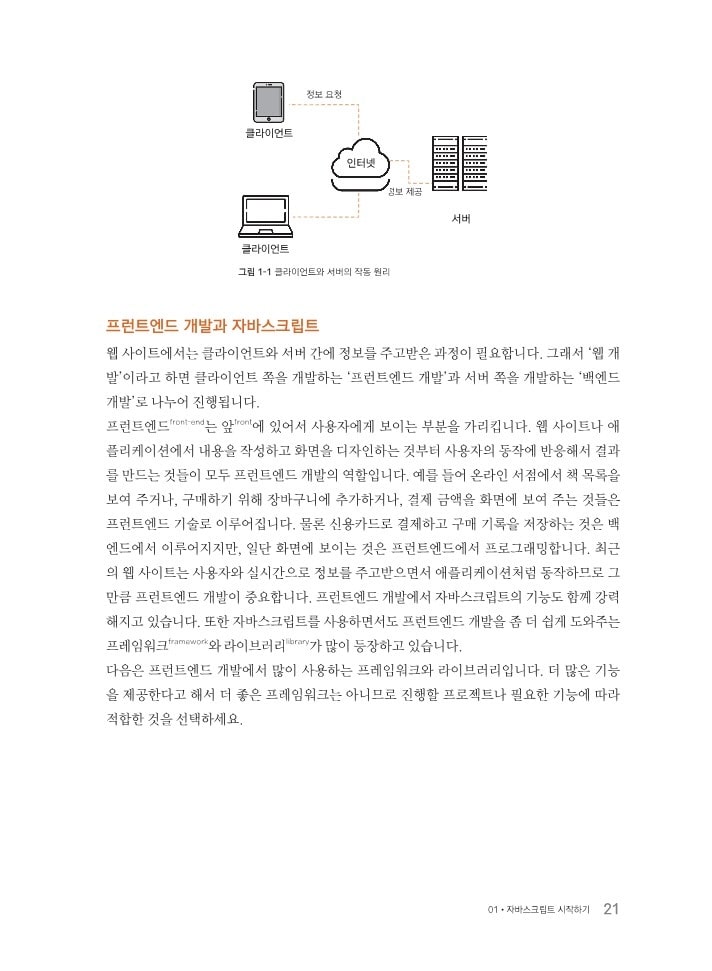 정보 요청
클라이언트
인터넷
정보 제공
서버
클라이언트
그림 1-1 클라이언트와 서버의 작동 원리
프런트엔드 개발과 자바스크립트
웹 사이트에서는 클라이언트와 서버 간에 정보를 주고받은 과정이 필요합니다. 그래서 ‘웹 개
발’이라고 하면 클라이언트 쪽을 개발하는 ‘프런트엔드 개발’과 서버 쪽을 개발하는 ‘백엔드
개발’로 나누어 진행됩니다.
프런트엔드front-end는 앞front에 있어서 사용자에게 보이는 부분을 가리킵니다. 웹 사이트나 애
플리케이션에서 내용을 작성하고 화면을 디자인하는 것부터 사용자의 동작에 반응해서 결과
를 만드는 것들이 모두 프런트엔드 개발의 역할입니다. 예를 들어 온라인 서점에서 책 목록을
보여 주거나, 구매하기 위해 장바구니에 추가하거나, 결제 금액을 화면에 보여 주는 것들은
프런트엔드 기술로 이루어집니다. 물론 신용카드로 결제하고 구매 기록을 저장하는 것은 백
엔드에서 이루어지지만, 일단 화면에 보이는 것은 프런트엔드에서 프로그래밍합니다. 최근
의 웹 사이트는 사용자와 실시간으로 정보를 주고받으면서 애플리케이션처럼 동작하므로 그
만큼 프런트엔드 개발이 중요합니다. 프런트엔드 개발에서 자바스크립트의 기능도 함께 강력
해지고 있습니다. 또한 자바스크립트를 사용하면서도 프런트엔드 개발을 좀 더 쉽게 도와주는
프레임워크framework와 라이브러리library가 많이 등장하고 있습니다.
다음은 프런트엔드 개발에서 많이 사용하는 프레임워크와 라이브러리입니다. 더 많은 기능
을 제공한다고 해서 더 좋은 프레임워크는 아니므로 진행할 프로젝트나 필요한 기능에 따라
적합한 것을 선택하세요.
01 • 자바스크립트 시작하기 21